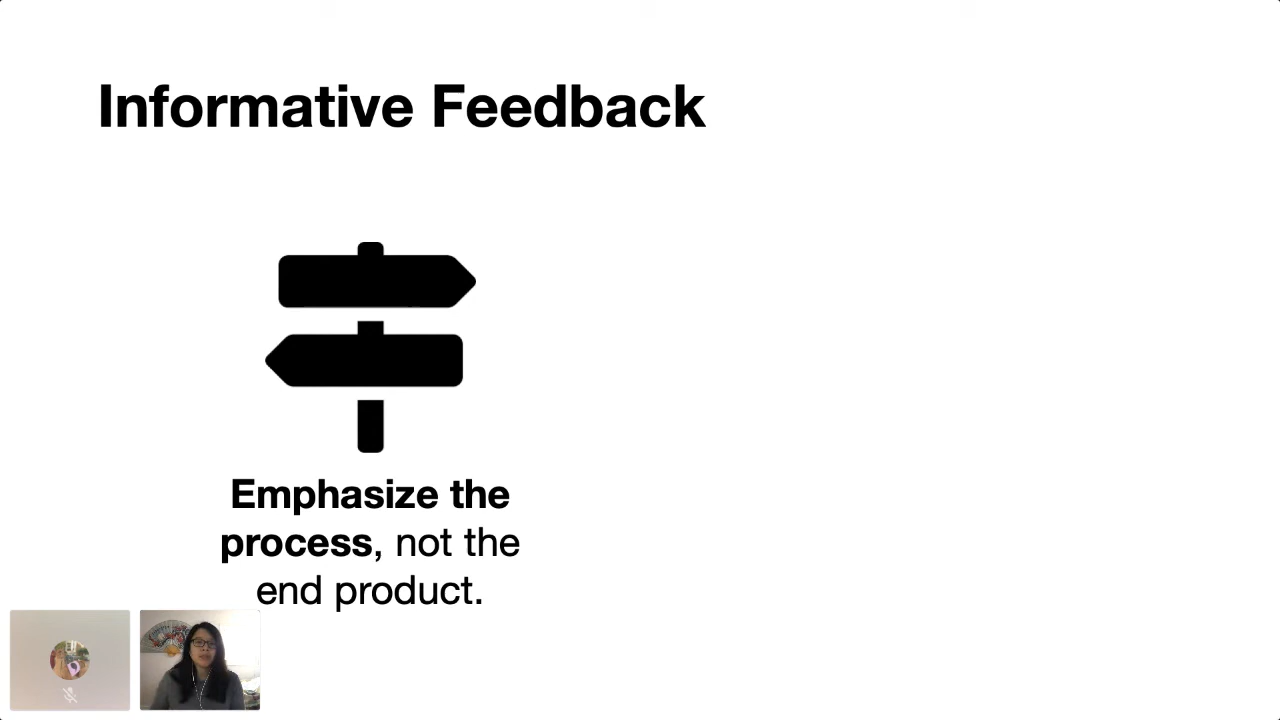 Informative Feedback
Emphasize the
process, not the
end product.